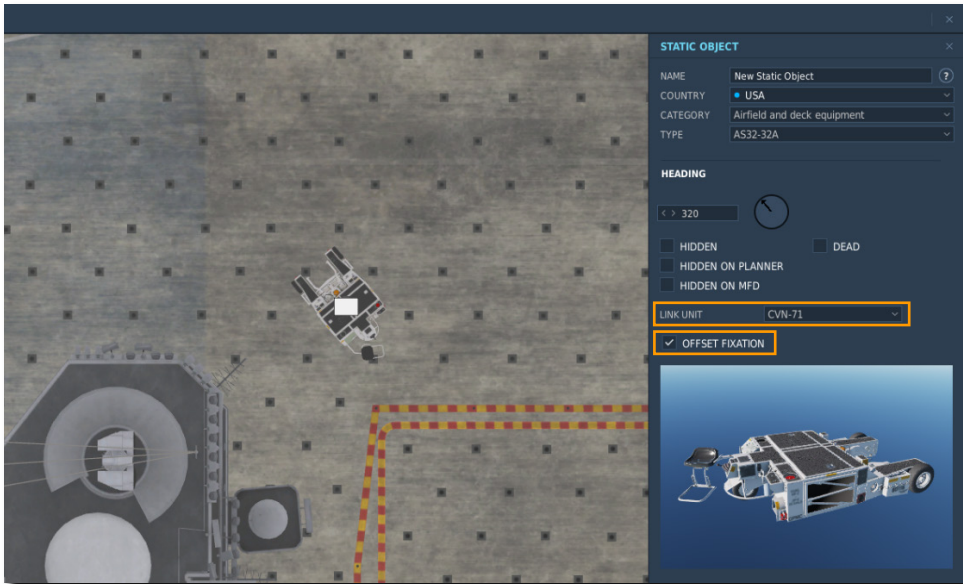 STATIC OBJECT
NAME New Static Object ?
COUNTRY USA
CATEGORY Airfield and deck equipment
TYPE AS32-32A
HEADING
< > 320
HIDDEN DEAD
HIDDEN ON PLANNER
HIDDEN ON MFD
LINK UNIT CVN-71
OFFSET FIXATION